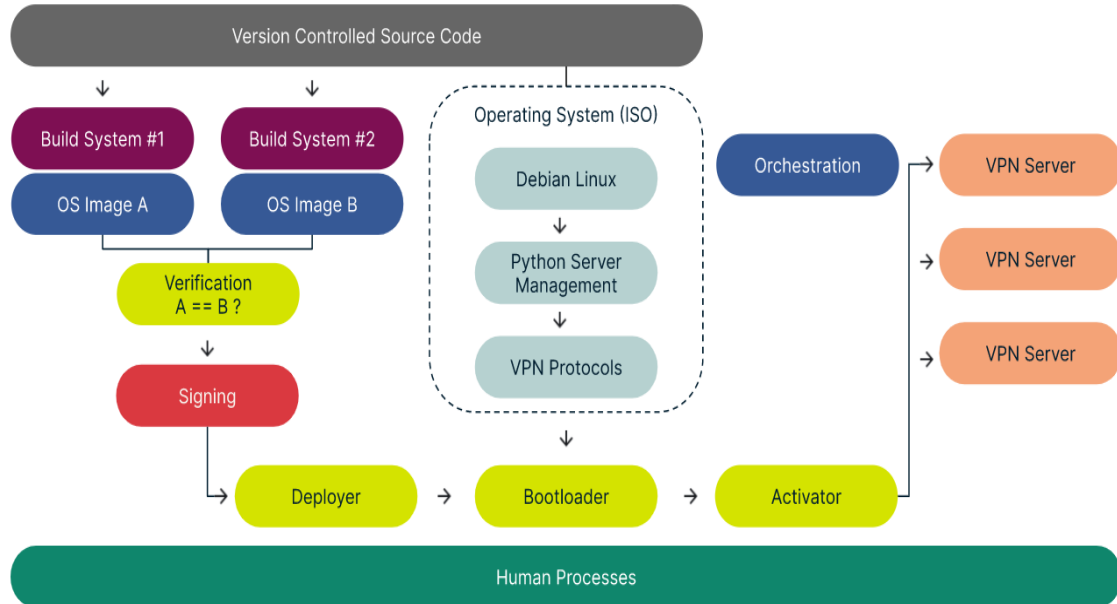 Version Controlled Source Code
Build System #1
Build System #2
OS Image A
OS Image B
Verification
A == B ?
Signing
Operating System (ISO)
Debian Linux
Python Server
Management
VPN Protocols
Orchestration
VPN Server
VPN Server
VPN Server
Deployer
Bootloader
Activator
Human Processes